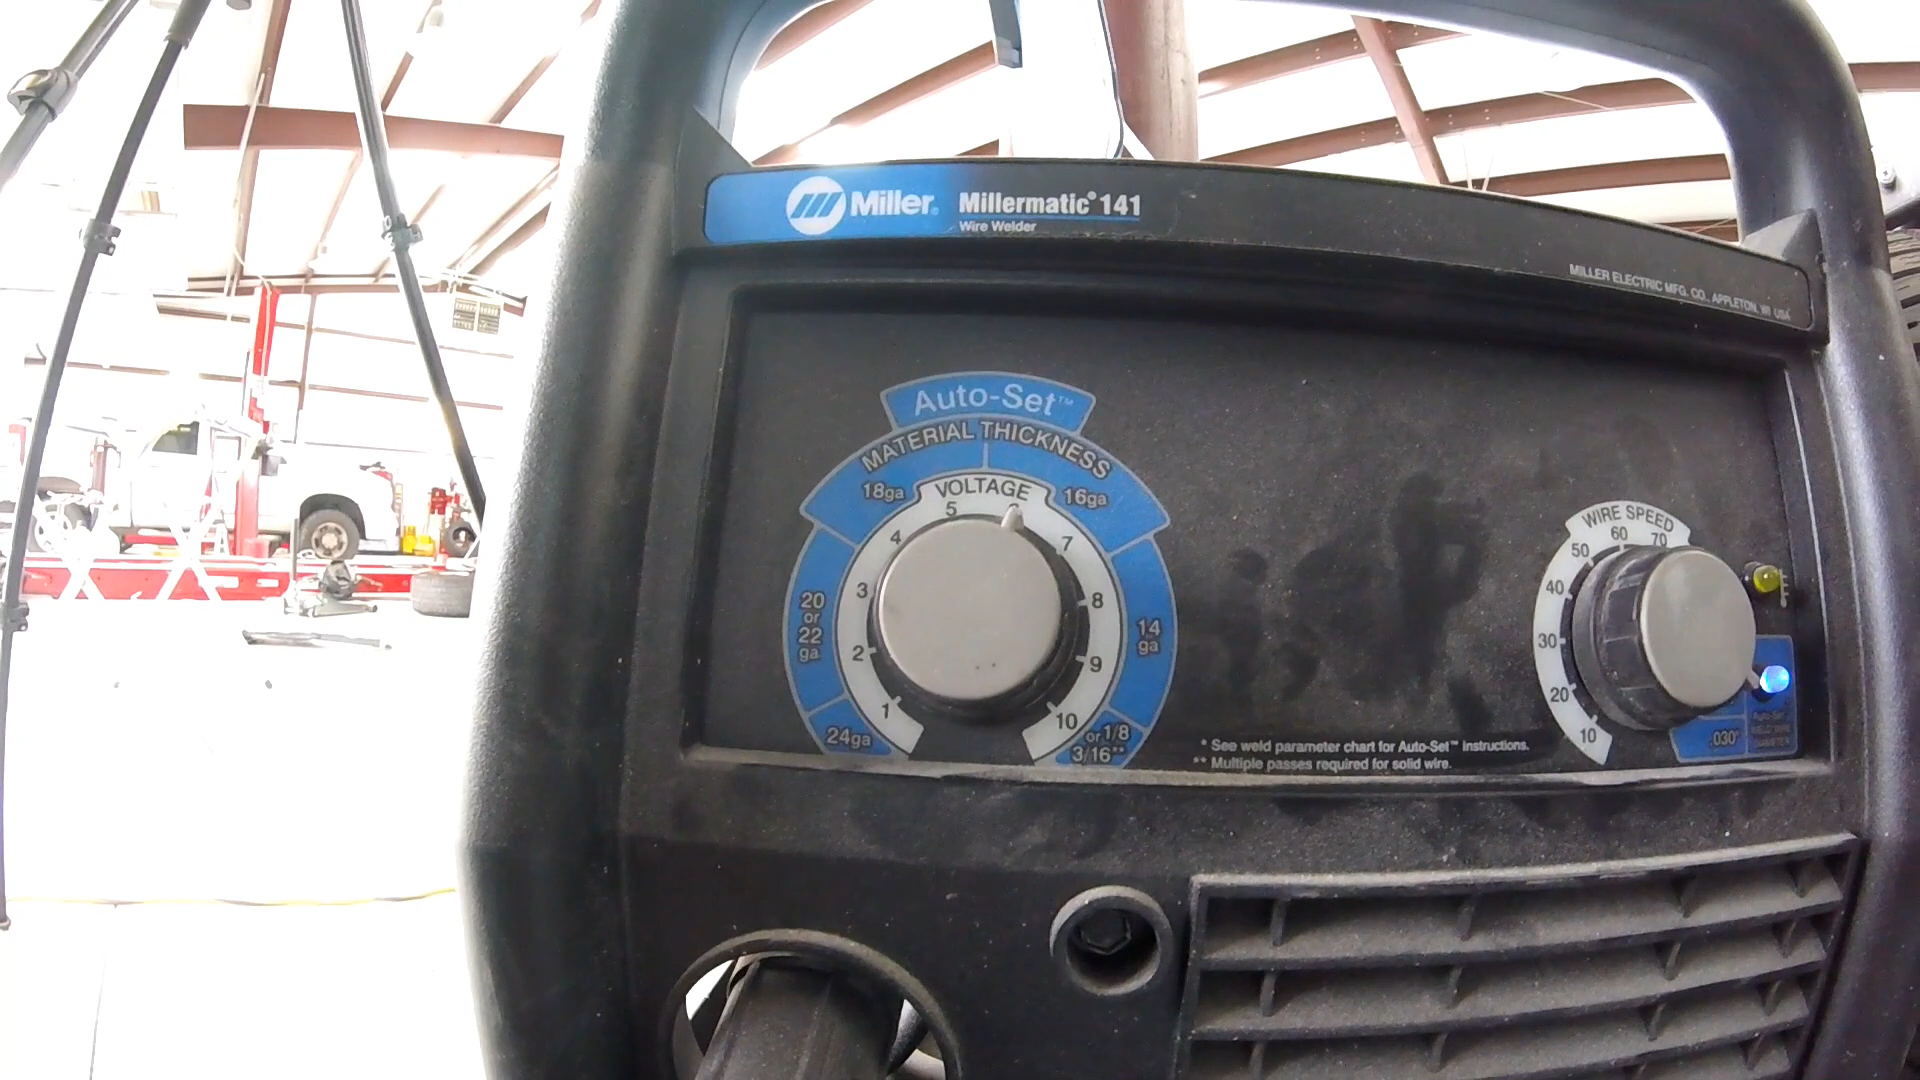 Miller®
Millermatic® 141
Wire Welder
MILLER ELECTRIC MFG. CO., APPLETON, WI USA
Auto-Set™
MATERIAL THICKNESS
18ga
16ga
VOLTAGE
5
4
7
3
8
2
9
1
10
20
or
22
ga
14
ga
24ga
or 1/8
3/16**
WIRE SPEED
60
70
50
40
30
20
10
.030"
Auto-Set™
* See weld parameter chart for Auto-Set™ instructions.
** Multiple passes required for solid wire.